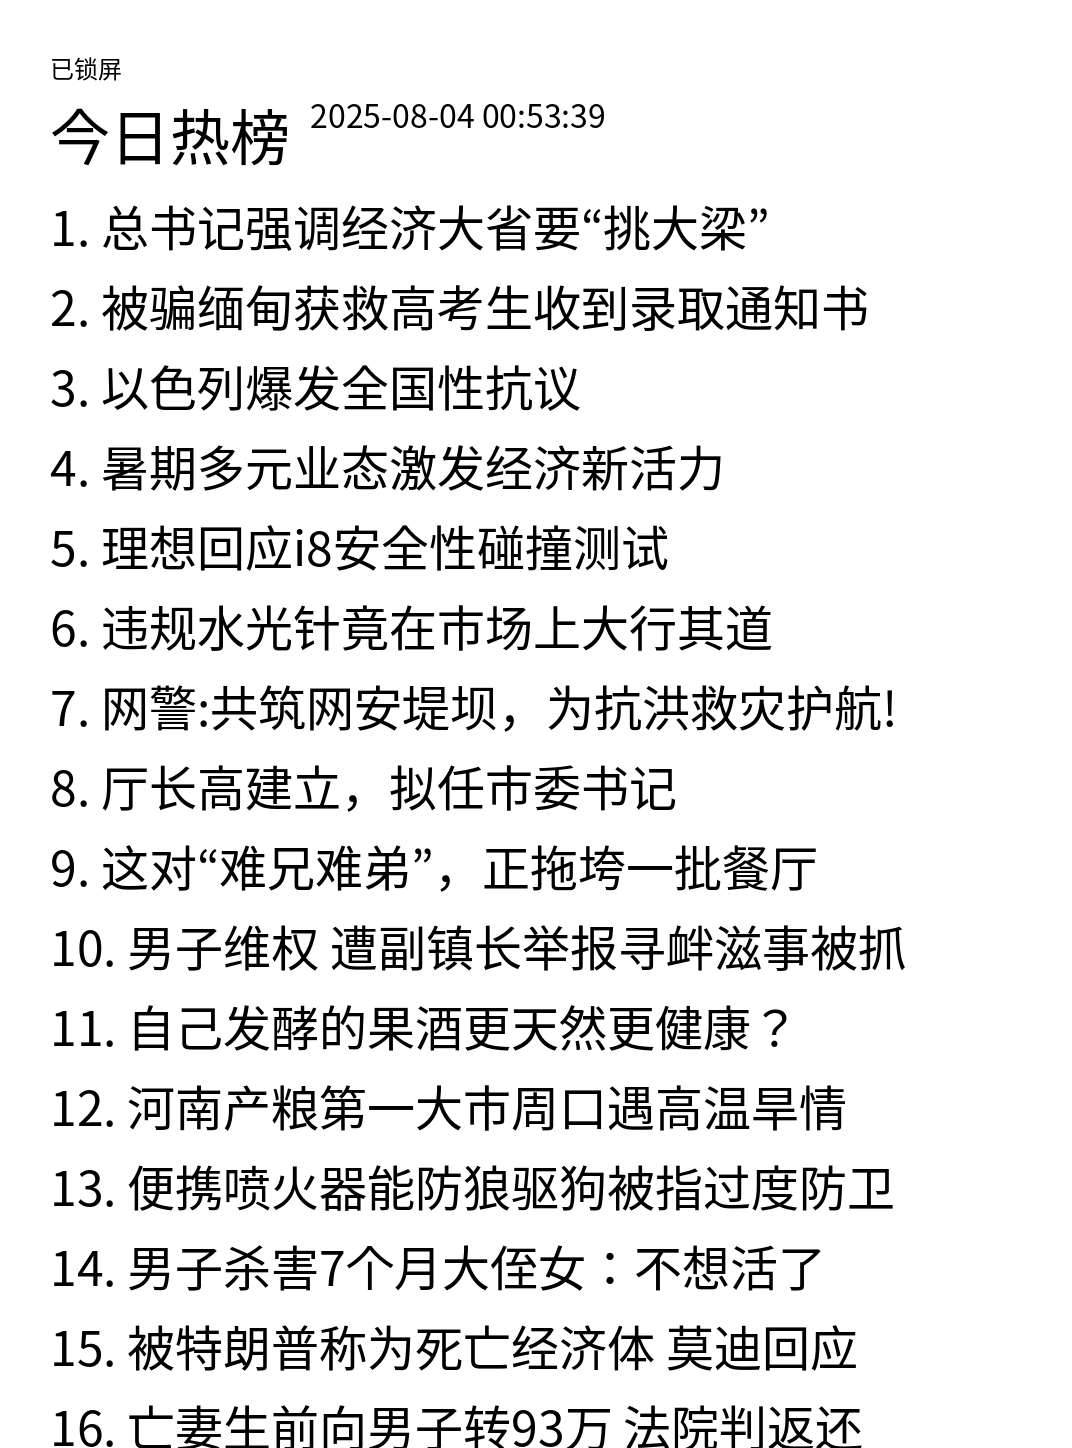 已锁屏
今日热榜 2025-08-04 00:53:39
1. 总书记强调经济大省要“挑大梁”
2. 被骗缅甸获救高考生收到录取通知书
3. 以色列爆发全国性抗议
4. 暑期多元业态激发经济新活力
5. 理想回应i8安全性碰撞测试
6. 违规水光针竟在市场上大行其道
7. 网警:共筑网安堤坝，为抗洪救灾护航!
8. 厅长高建立，拟任市委书记
9. 这对“难兄难弟”，正拖垮一批餐厅
10. 男子维权 遭副镇长举报寻衅滋事被抓
11. 自己发酵的果酒更天然更健康？
12. 河南产粮第一大市周口遇高温旱情
13. 便携喷火器能防狼驱狗被指过度防卫
14. 男子杀害7个月大侄女：不想活了
15. 被特朗普称为死亡经济体 莫迪回应
16. 亡妻生前向男子转93万 法院判返还